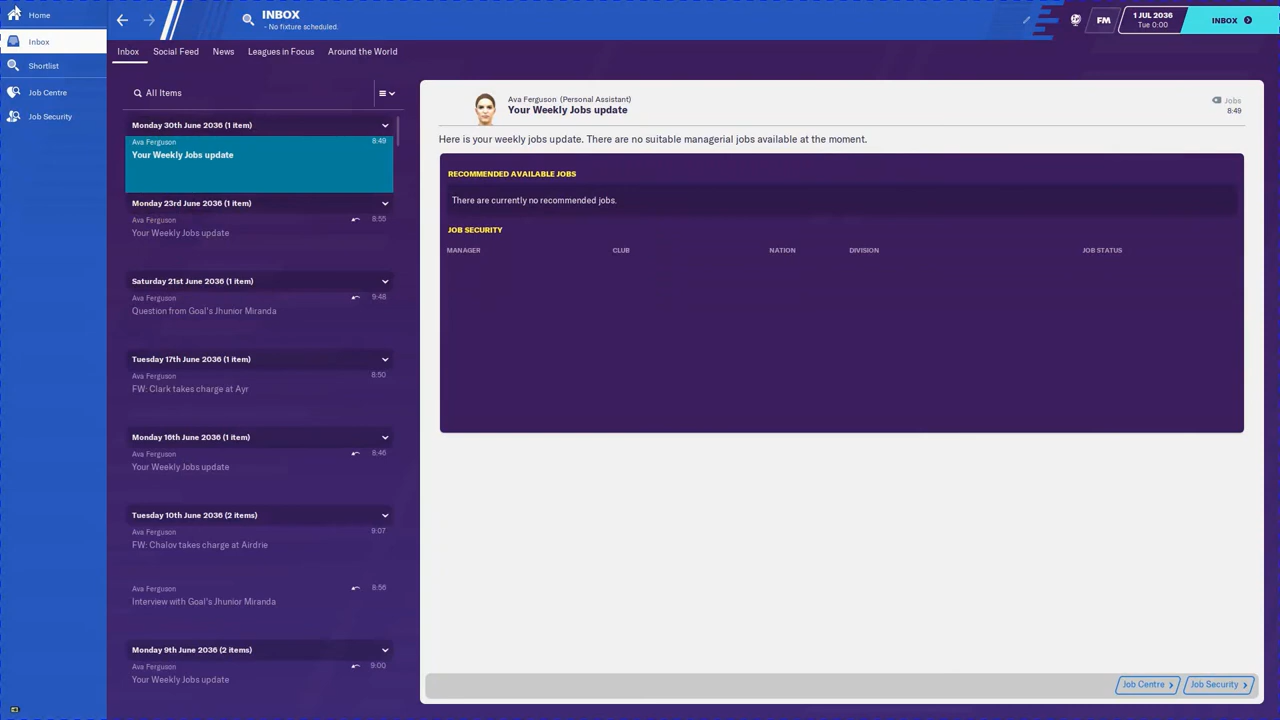 Home
Inbox
Shortlist
Job Centre
Job Security
INBOX
- No fixture scheduled.
FM
1 JUL 2036
Tue 0:00
INBOX
Inbox
Social Feed
News
Leagues in Focus
Around the World
All Items
Monday 30th June 2036 (1 item)
Ava Ferguson 8:49
Your Weekly Jobs update
Monday 23rd June 2036 (1 item)
Ava Ferguson 8:55
Your Weekly Jobs update
Saturday 21st June 2036 (1 item)
Ava Ferguson 9:48
Question from Goal's Jhunior Miranda
Tuesday 17th June 2036 (1 item)
Ava Ferguson 8:50
FW: Clark takes charge at Ayr
Monday 16th June 2036 (1 item)
Ava Ferguson 8:46
Your Weekly Jobs update
Tuesday 10th June 2036 (2 items)
Ava Ferguson 9:07
FW: Chalov takes charge at Airdrie
Ava Ferguson 8:56
Interview with Goal's Jhunior Miranda
Monday 9th June 2036 (2 items)
Ava Ferguson 9:00
Your Weekly Jobs update
Ava Ferguson (Personal Assistant)
Your Weekly Jobs update
Jobs
8:49
Here is your weekly jobs update. There are no suitable managerial jobs available at the moment.
RECOMMENDED AVAILABLE JOBS
There are currently no recommended jobs.
JOB SECURITY
MANAGER CLUB NATION DIVISION JOB STATUS
Job Centre
Job Security